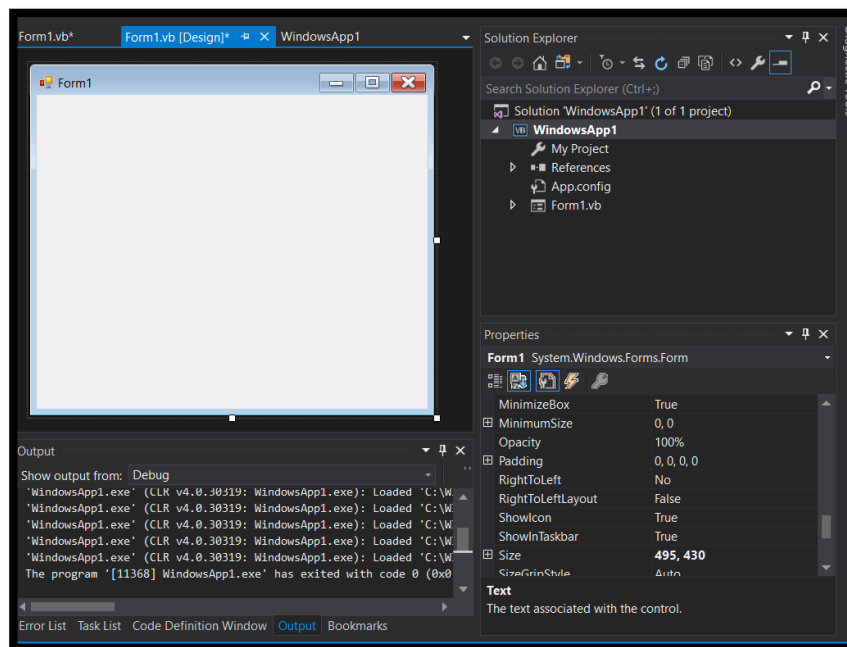 Form1.vb* Form1.vb [Design]* WindowsApp1
Form1
Output
Show output from: Debug
'WindowsApp1.exe' (CLR v4.0.30319: WindowsApp1.exe): Loaded 'C:\W
'WindowsApp1.exe' (CLR v4.0.30319: WindowsApp1.exe): Loaded 'C:\W
'WindowsApp1.exe' (CLR v4.0.30319: WindowsApp1.exe): Loaded 'C:\W
'WindowsApp1.exe' (CLR v4.0.30319: WindowsApp1.exe): Loaded 'C:\W
'WindowsApp1.exe' (CLR v4.0.30319: WindowsApp1.exe): Loaded 'C:\W
The program '[11368] WindowsApp1.exe' has exited with code 0 (0x0
Error List Task List Code Definition Window Output Bookmarks
Solution Explorer
Search Solution Explorer (Ctrl+;)
Solution 'WindowsApp1' (1 of 1 project)
VB WindowsApp1
My Project
References
App.config
Form1.vb
Properties
Form1 System.Windows.Forms.Form
MinimizeBox True
MinimumSize 0, 0
Opacity 100%
Padding 0, 0, 0, 0
RightToLeft No
RightToLeftLayout False
ShowIcon True
ShowInTaskbar True
Size 495, 430
SizeGripStyle Auto
Text
The text associated with the control.